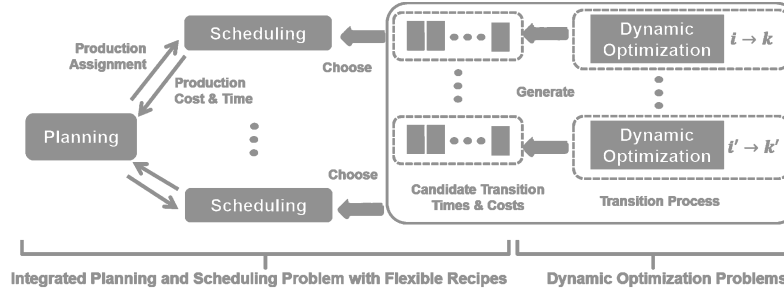 Scheduling
Dynamic
Optimization
i → k
Production
Assignment
Choose
Production
Cost & Time
Generate
Planning
Dynamic
Optimization
i' → k'
Choose
Scheduling
Candidate Transition
Times & Costs
Transition Process
Integrated Planning and Scheduling Problem with Flexible Recipes
Dynamic Optimization Problems